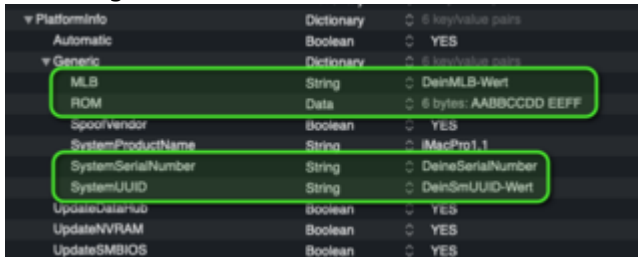 PlatformInfo Dictionary 6 key/value pairs
Automatic Boolean YES
Generic Dictionary 6 key/value pairs
MLB String DeinMLB-Wert
ROM Data 6 bytes: AABBCCDD EEFF
SpoofVendor Boolean YES
SystemProductName String iMacPro1,1
SystemSerialNumber String DeineSerialNumber
SystemUUID String DeinSmUUID-Wert
UpdateDataHub Boolean YES
UpdateNVRAM Boolean YES
UpdateSMBIOS Boolean YES